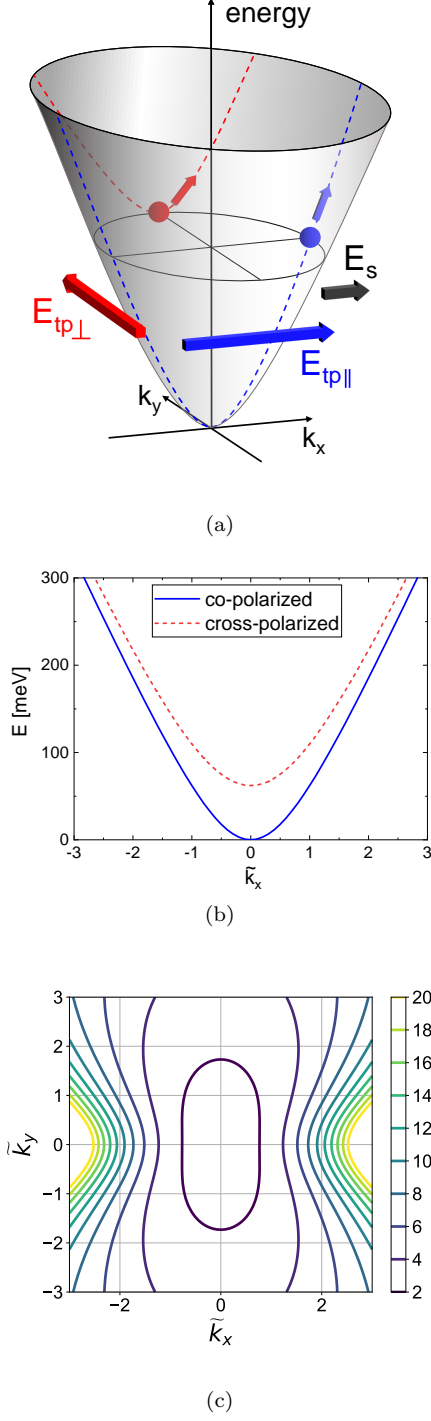 energy
E_s
E_tp⊥
E_tp∥
k_y
k_x
(a)
300
co-polarized
cross-polarized
200
E [meV]
100
0
-3 -2 -1 0 1 2 3
k̃_x
(b)
3
2
1
k̃_y
0
−1
−2
−3
−2 0 2
k̃_x
20
18
16
14
12
10
8
6
4
2
(c)